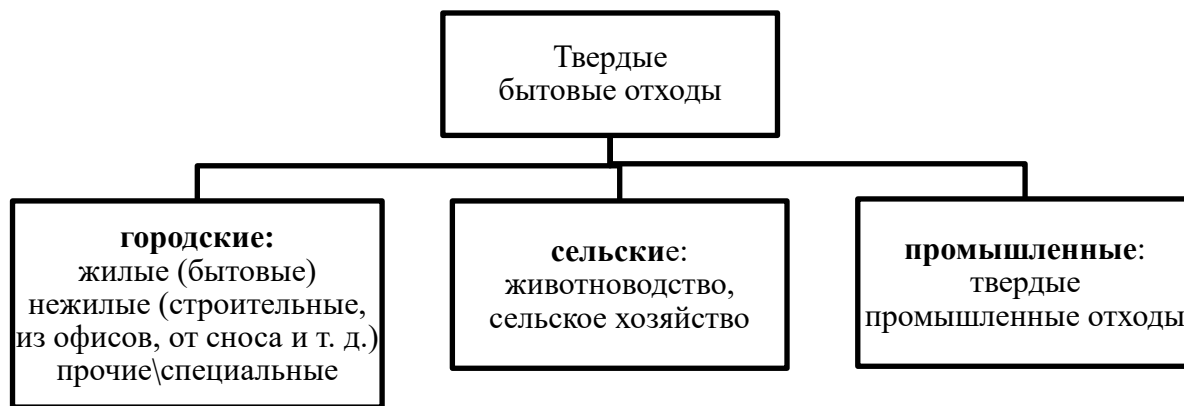 Твердые
бытовые отходы
городские:
жилые (бытовые)
нежилые (строительные,
из офисов, от сноса и т. д.)
прочие\специальные
сельские:
животноводство,
сельское хозяйство
промышленные:
твердые
промышленные отходы